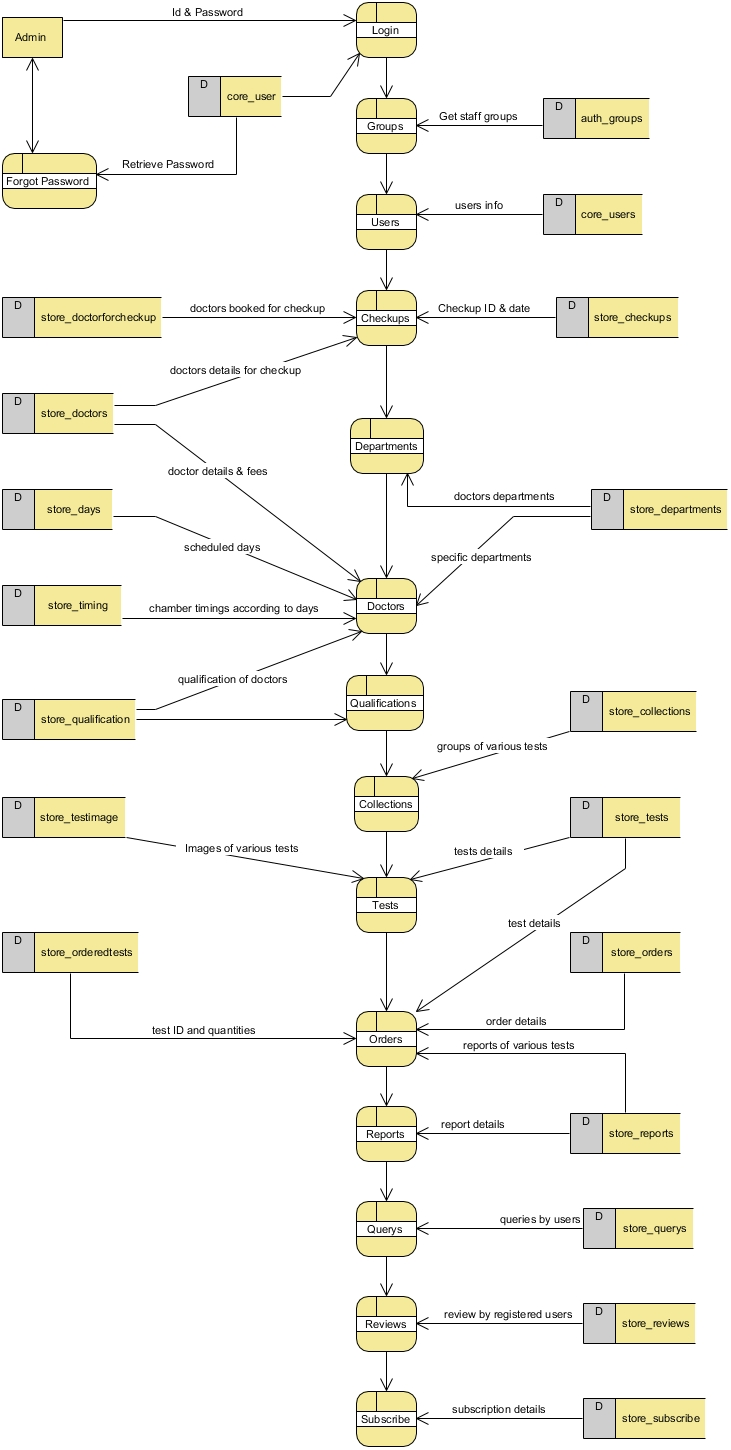 Id & Password
Admin
Login
D
core_user
Groups
Get staff groups
D
auth_groups
Retrieve Password
Forgot Password
Users
users info
D
core_users
D
store_doctorforcheckup
doctors booked for checkup
Checkups
Checkup ID & date
D
store_checkups
doctors details for checkup
D
store_doctors
Departments
doctor details & fees
D
store_days
doctors departments
D
store_departments
scheduled days
specific departments
D
store_timing
chamber timings according to days
Doctors
qualification of doctors
D
store_qualification
Qualifications
D
store_collections
groups of various tests
Collections
D
store_testimage
Images of various tests
tests details
D
store_tests
Tests
test details
D
store_orderedtests
D
store_orders
test ID and quantities
order details
Orders
reports of various tests
Reports
report details
D
store_reports
Querys
queries by users
D
store_querys
Reviews
review by registered users
D
store_reviews
Subscribe
subscription details
D
store_subscribe